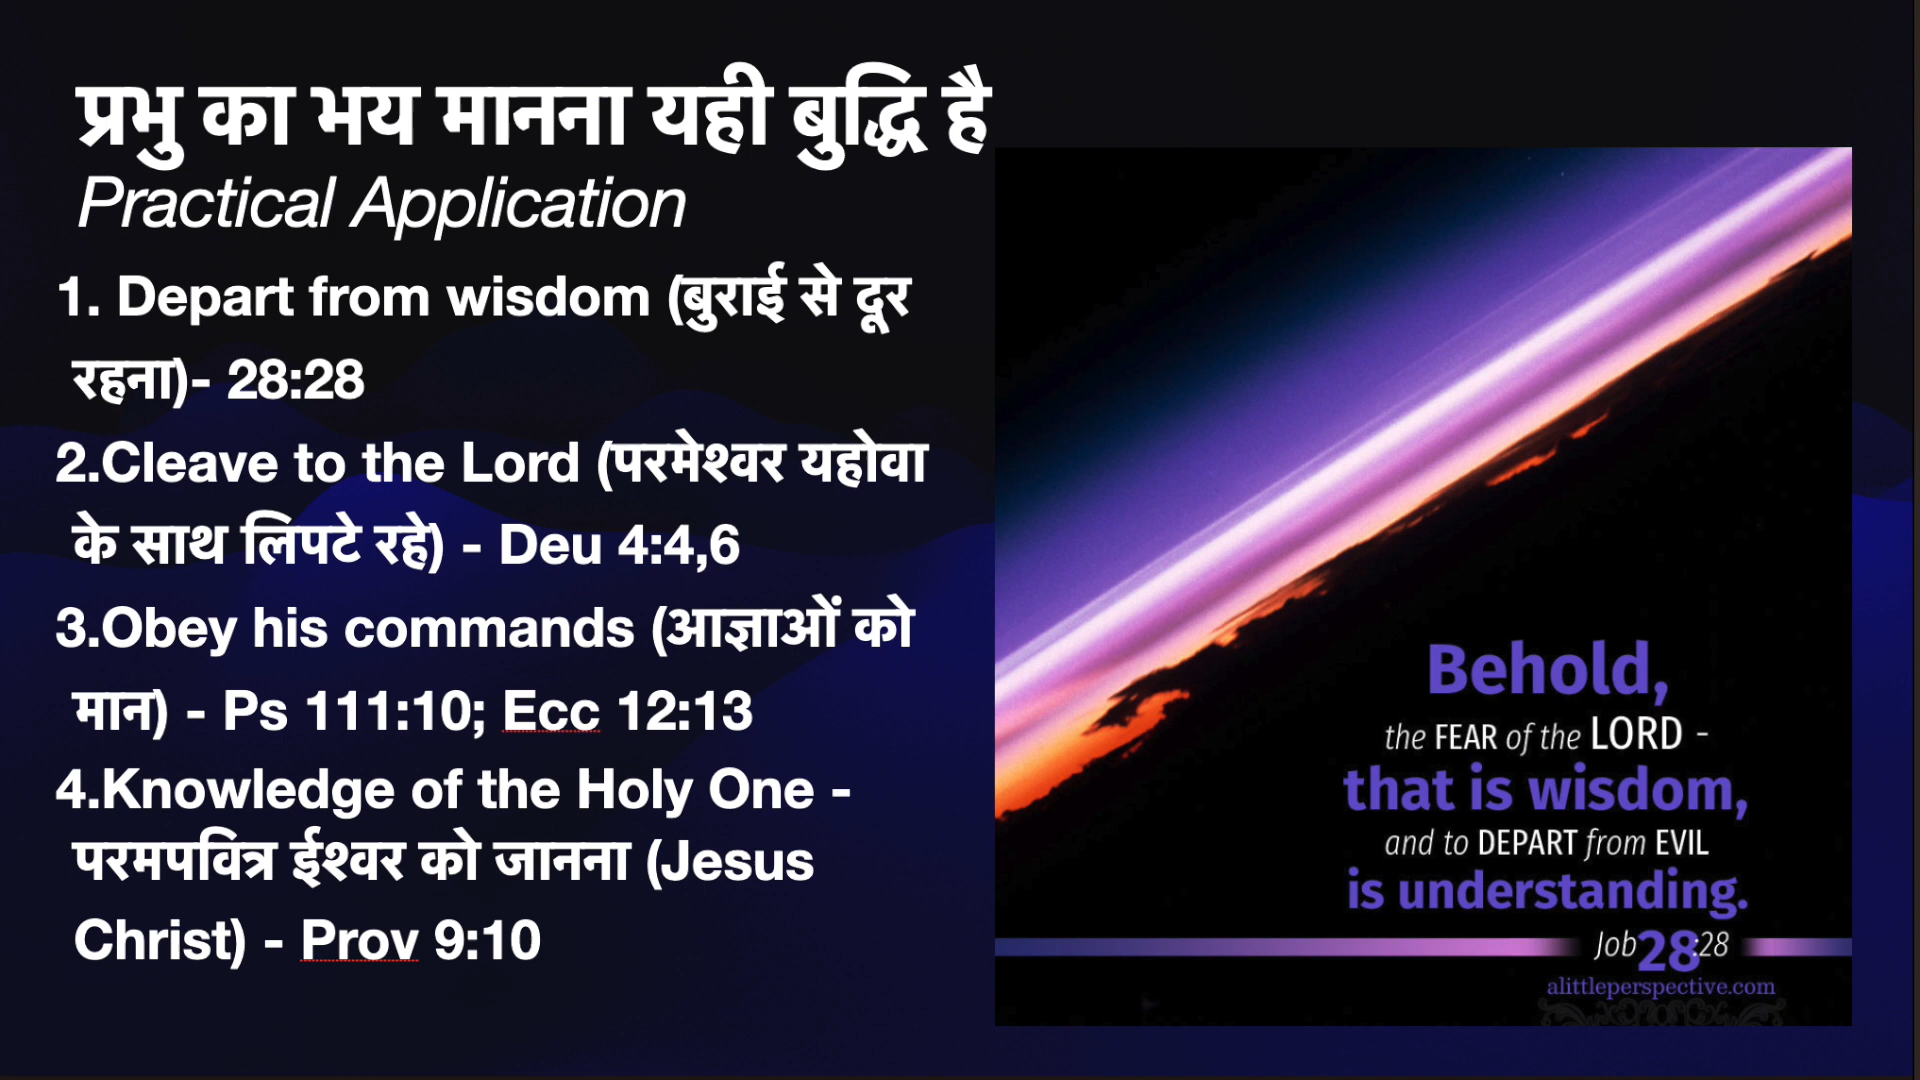 प्रभु का भय मानना यही बुद्धि है
Practical Application
1. Depart from wisdom (बुराई से दूर
रहना)- 28:28
2.Cleave to the Lord (परमेश्वर यहोवा
के साथ लिपटे रहे) - Deu 4:4,6
3.Obey his commands (आज्ञाओं को
मान) - Ps 111:10; Ecc 12:13
4.Knowledge of the Holy One -
परमपवित्र ईश्वर को जानना (Jesus
Christ) - Prov 9:10
Behold,
the FEAR of the LORD -
that is wisdom,
and to DEPART from EVIL
is understanding.
Job 28:28
alittleperspective.com